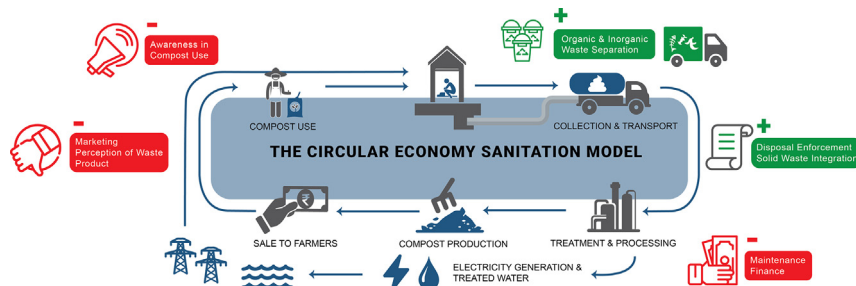 Awareness in
Compost Use
Organic & Inorganic
Waste Separation
COMPOST USE
COLLECTION & TRANSPORT
Marketing
Perception of Waste
Product
THE CIRCULAR ECONOMY SANITATION MODEL
Disposal Enforcement
Solid Waste Integration
SALE TO FARMERS
COMPOST PRODUCTION
TREATMENT & PROCESSING
ELECTRICITY GENERATION &
TREATED WATER
Maintenance
Finance